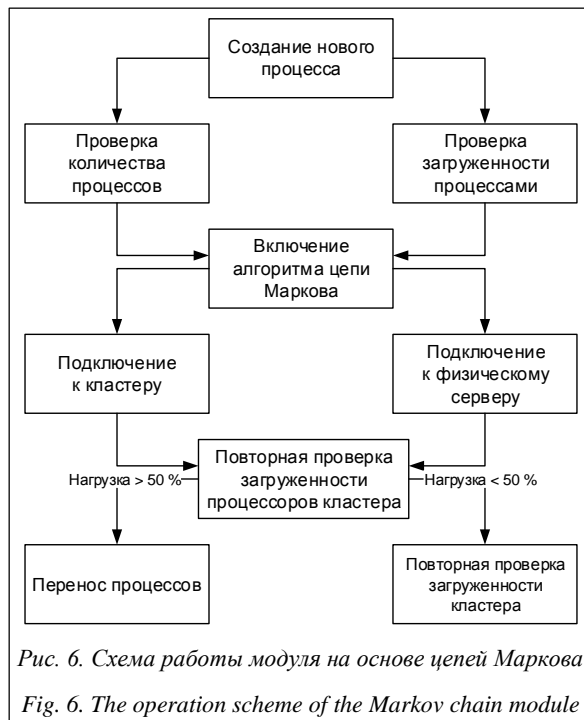 Создание нового
процесса
Проверка
количества
процессов
Проверка
загруженности
процессами
Включение
алгоритма цепи
Маркова
Подключение
к кластеру
Подключение
к физическому
серверу
Повторная проверка
загруженности
процессоров кластера
Нагрузка > 50 %
Нагрузка < 50 %
Перенос процессов
Повторная проверка
загруженности
кластера
Рис. 6. Схема работы модуля на основе цепей Маркова
Fig. 6. The operation scheme of the Markov chain module